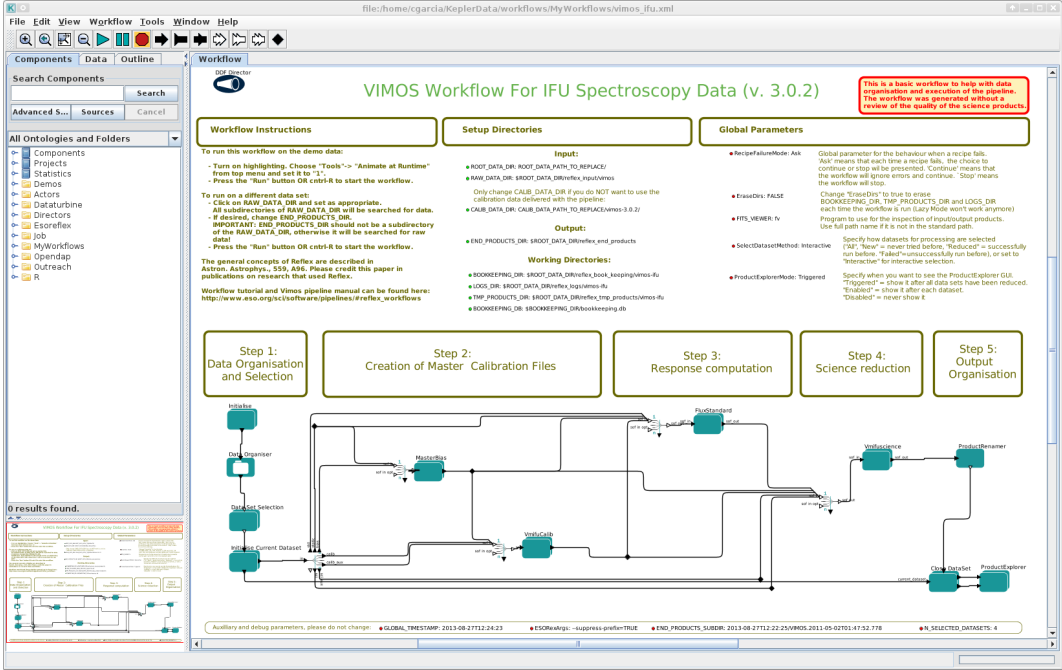 file:/home/cgarcia/KeplerData/workflows/MyWorkflows/vimos_ifu.xml
File Edit View Workflow Tools Window Help
Components Data Outline
Workflow
Search Components
Search
Advanced S... Sources Cancel
All Ontologies and Folders
Components
Projects
Statistics
Demos
Actors
Dataturbine
Directors
Esoreflex
Job
MyWorkflows
Opendap
Outreach
R
0 results found.
DDF Director
VIMOS Workflow For IFU Spectroscopy Data (v. 3.0.2)
This is a basic workflow to help with data
organisation and execution of the pipeline.
The workflow was generated without a
review of the quality of the science products.
Workflow Instructions
To run this workflow on the demo data:
- Turn on highlighting. Choose "Tools"-> "Animate at Runtime"
from top menu and set it to "1".
- Press the "Run" button OR cntrl-R to start the workflow.
To run on a different data set:
- Click on RAW_DATA_DIR and set as appropriate.
All subdirectories of RAW_DATA_DIR will be searched for data.
- If desired, change END_PRODUCTS_DIR.
IMPORTANT: END_PRODUCTS_DIR should not be a subdirectory
of the RAW_DATA_DIR, otherwise it will be searched for raw
data!
- Press the "Run" button OR cntrl-R to start the workflow.
The general concepts of Reflex are described in
Astron. Astrophys., 559, A96. Please credit this paper in
publications on research that used Reflex.
Workflow tutorial and Vimos pipeline manual can be found here:
http://www.eso.org/sci/software/pipelines/#reflex_workflows
Setup Directories
Input:
ROOT_DATA_DIR: ROOT_DATA_PATH_TO_REPLACE/
RAW_DATA_DIR: $ROOT_DATA_DIR/reflex_input/vimos
Only change CALIB_DATA_DIR if you do NOT want to use the
calibration data delivered with the pipeline:
CALIB_DATA_DIR: CALIB_DATA_PATH_TO_REPLACE/vimos-3.0.2/
Output:
END_PRODUCTS_DIR: $ROOT_DATA_DIR/reflex_end_products
Working Directories:
BOOKKEEPING_DIR: $ROOT_DATA_DIR/reflex_book_keeping/vimos-ifu
LOGS_DIR: $ROOT_DATA_DIR/reflex_logs/vimos-ifu
TMP_PRODUCTS_DIR: $ROOT_DATA_DIR/reflex_tmp_products/vimos-ifu
BOOKKEEPING_DB: $BOOKKEEPING_DIR/bookkeeping.db
Global Parameters
RecipeFailureMode: Ask
Global parameter for the behaviour when a recipe fails.
'Ask' means that each time a recipe fails, the choice to
continue or stop will be presented. 'Continue' means that
the workflow will ignore errors and continue. `Stop' means
the workflow will stop.
EraseDirs: FALSE
Change "EraseDirs" to true to erase
BOOKKEEPING_DIR, TMP_PRODUCTS_DIR and LOGS_DIR
each time the workflow is run (Lazy Mode won't work anymore)
FITS_VIEWER: fv
Program to use for the inspection of input/output products.
Use full path name if it is not in the standard path.
SelectDatasetMethod: Interactive
Specify how datasets for processing are selected
("All", "New" = never tried before, "Reduced" = successfully
run before. "Failed"=unsuccessfully run before), or set to
"Interactive" for interactive selection.
ProductExplorerMode: Triggered
Specify when you want to see the ProductExplorer GUI.
"Triggered" = show it after all data sets have been reduced.
"Enabled" = show it after each dataset.
"Disabled" = never show it
Step 1:
Data Organisation
and Selection
Step 2:
Creation of Master Calibration Files
Step 3:
Response computation
Step 4:
Science reduction
Step 5:
Output
Organisation
Initialise
Data Organiser
DataSet Selection
Initialise Current Dataset
MasterBias
VmifuCalib
FluxStandard
Vmifuscience
ProductRenamer
Close DataSet
ProductExplorer
current_dataset
Auxiliary and debug parameters, please do not change:
GLOBAL_TIMESTAMP: 2013-08-27T12:24:23
ESORexArgs: --suppress-prefix=TRUE
END_PRODUCTS_SUBDIR: 2013-08-27T12:22:25/VIMOS.2011-05-02T01:47:52.778
N_SELECTED_DATASETS: 4